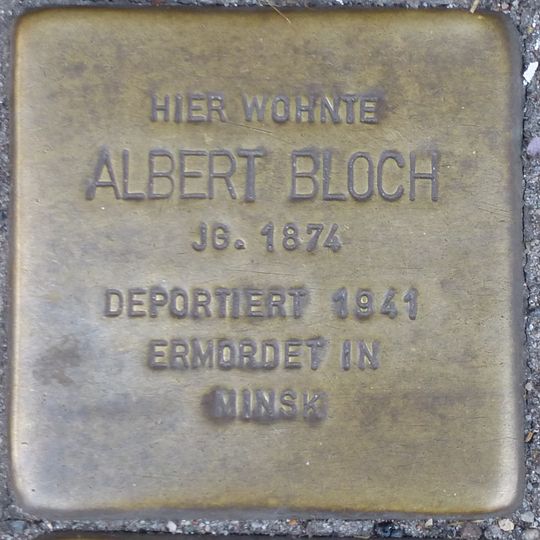 HIER WOHNTE
ALBERT BLOCH
JG. 1874
DEPORTIERT 1941
ERMORDET IN
MINSK